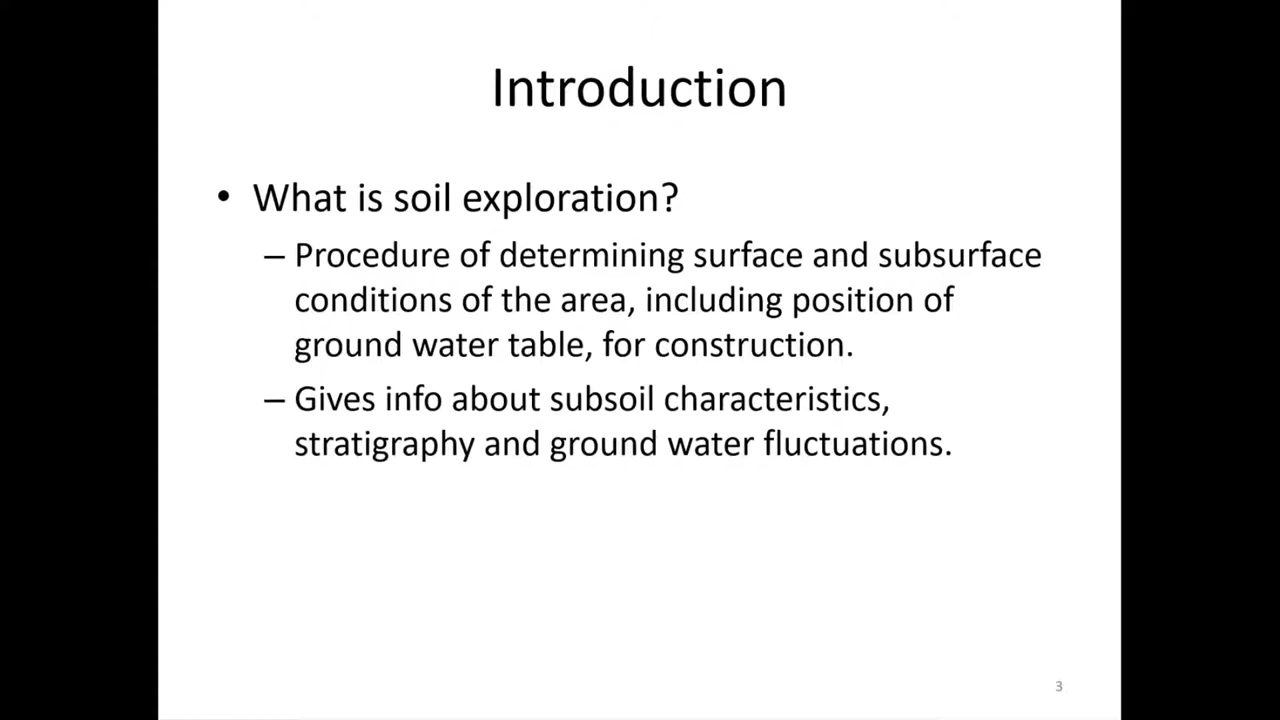 Introduction
• What is soil exploration?
– Procedure of determining surface and subsurface
conditions of the area, including position of
ground water table, for construction.
– Gives info about subsoil characteristics,
stratigraphy and ground water fluctuations.
3